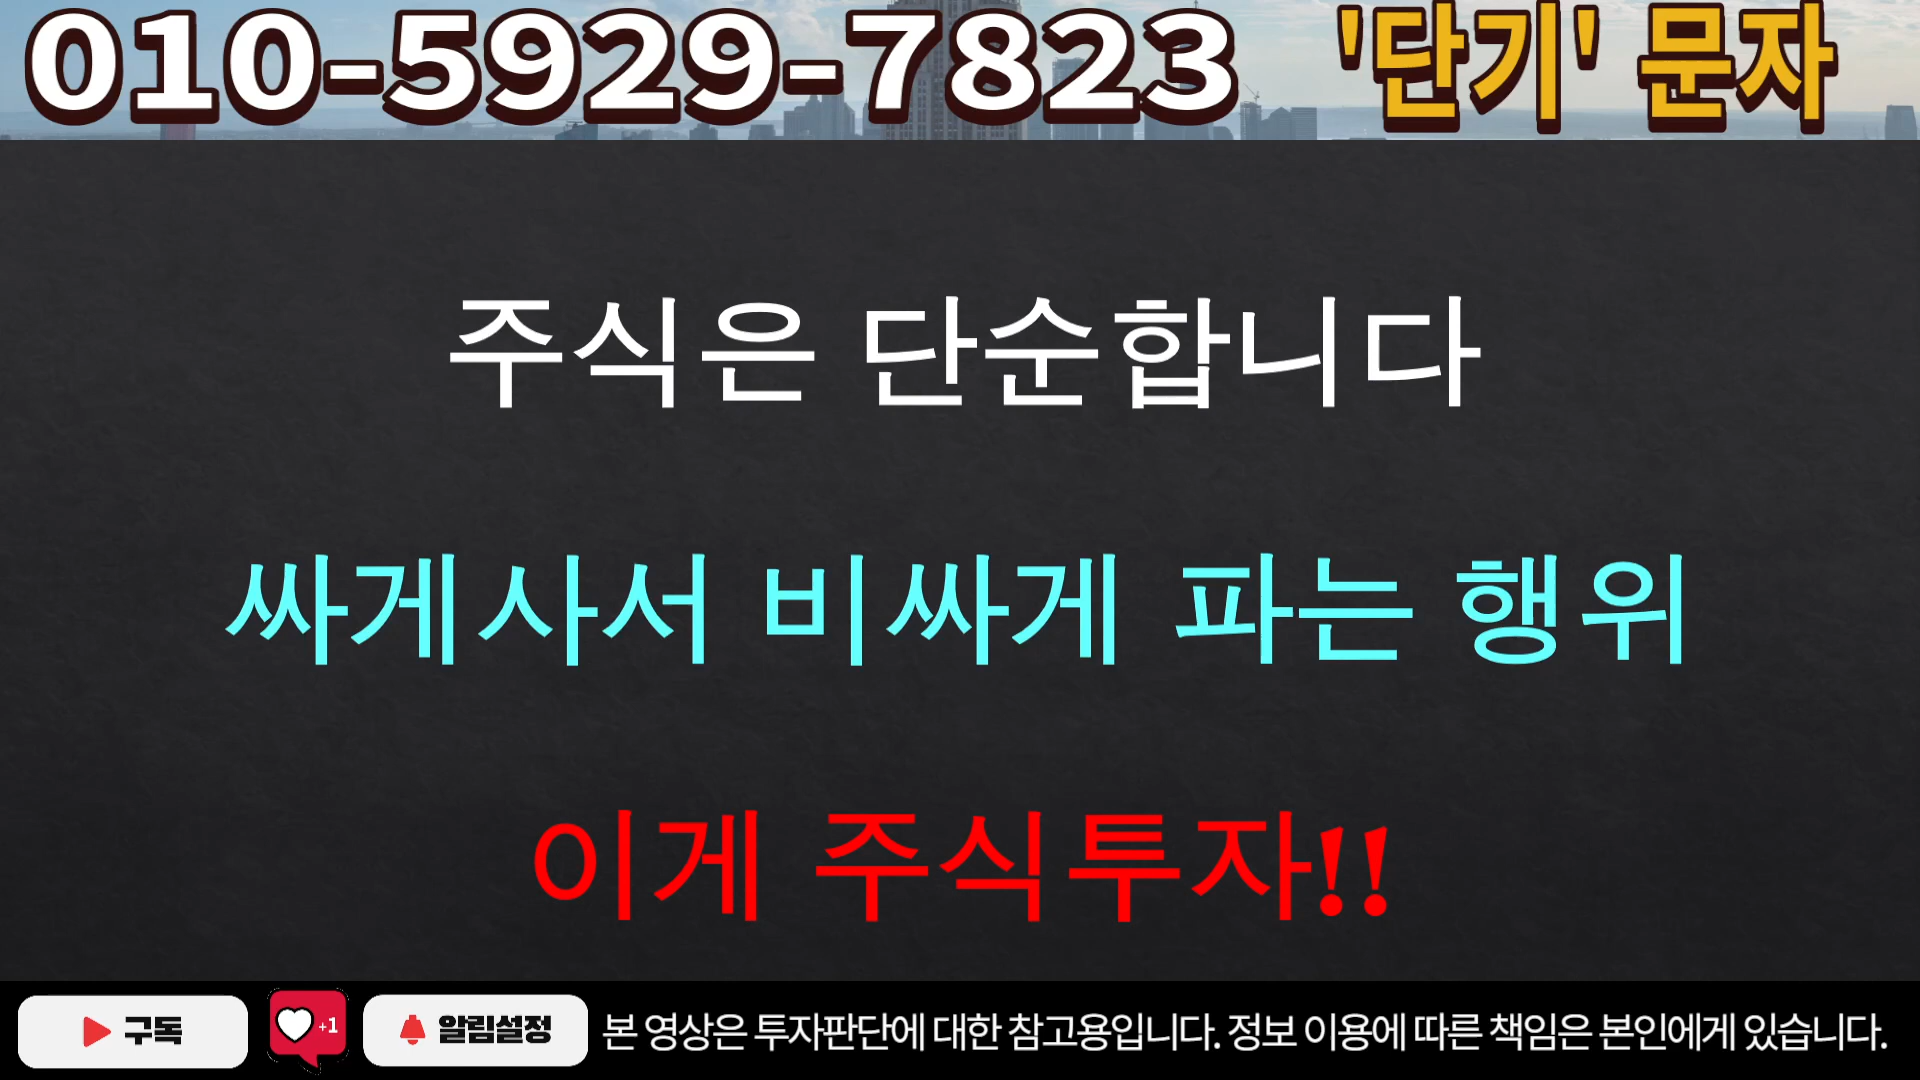 010-5929-7823 '단기' 문자
주식은 단순합니다
싸게사서 비싸게 파는 행위
이게 주식투자!!
구독 +1 알림설정 본 영상은 투자판단에 대한 참고용입니다. 정보 이용에 따른 책임은 본인에게 있습니다.